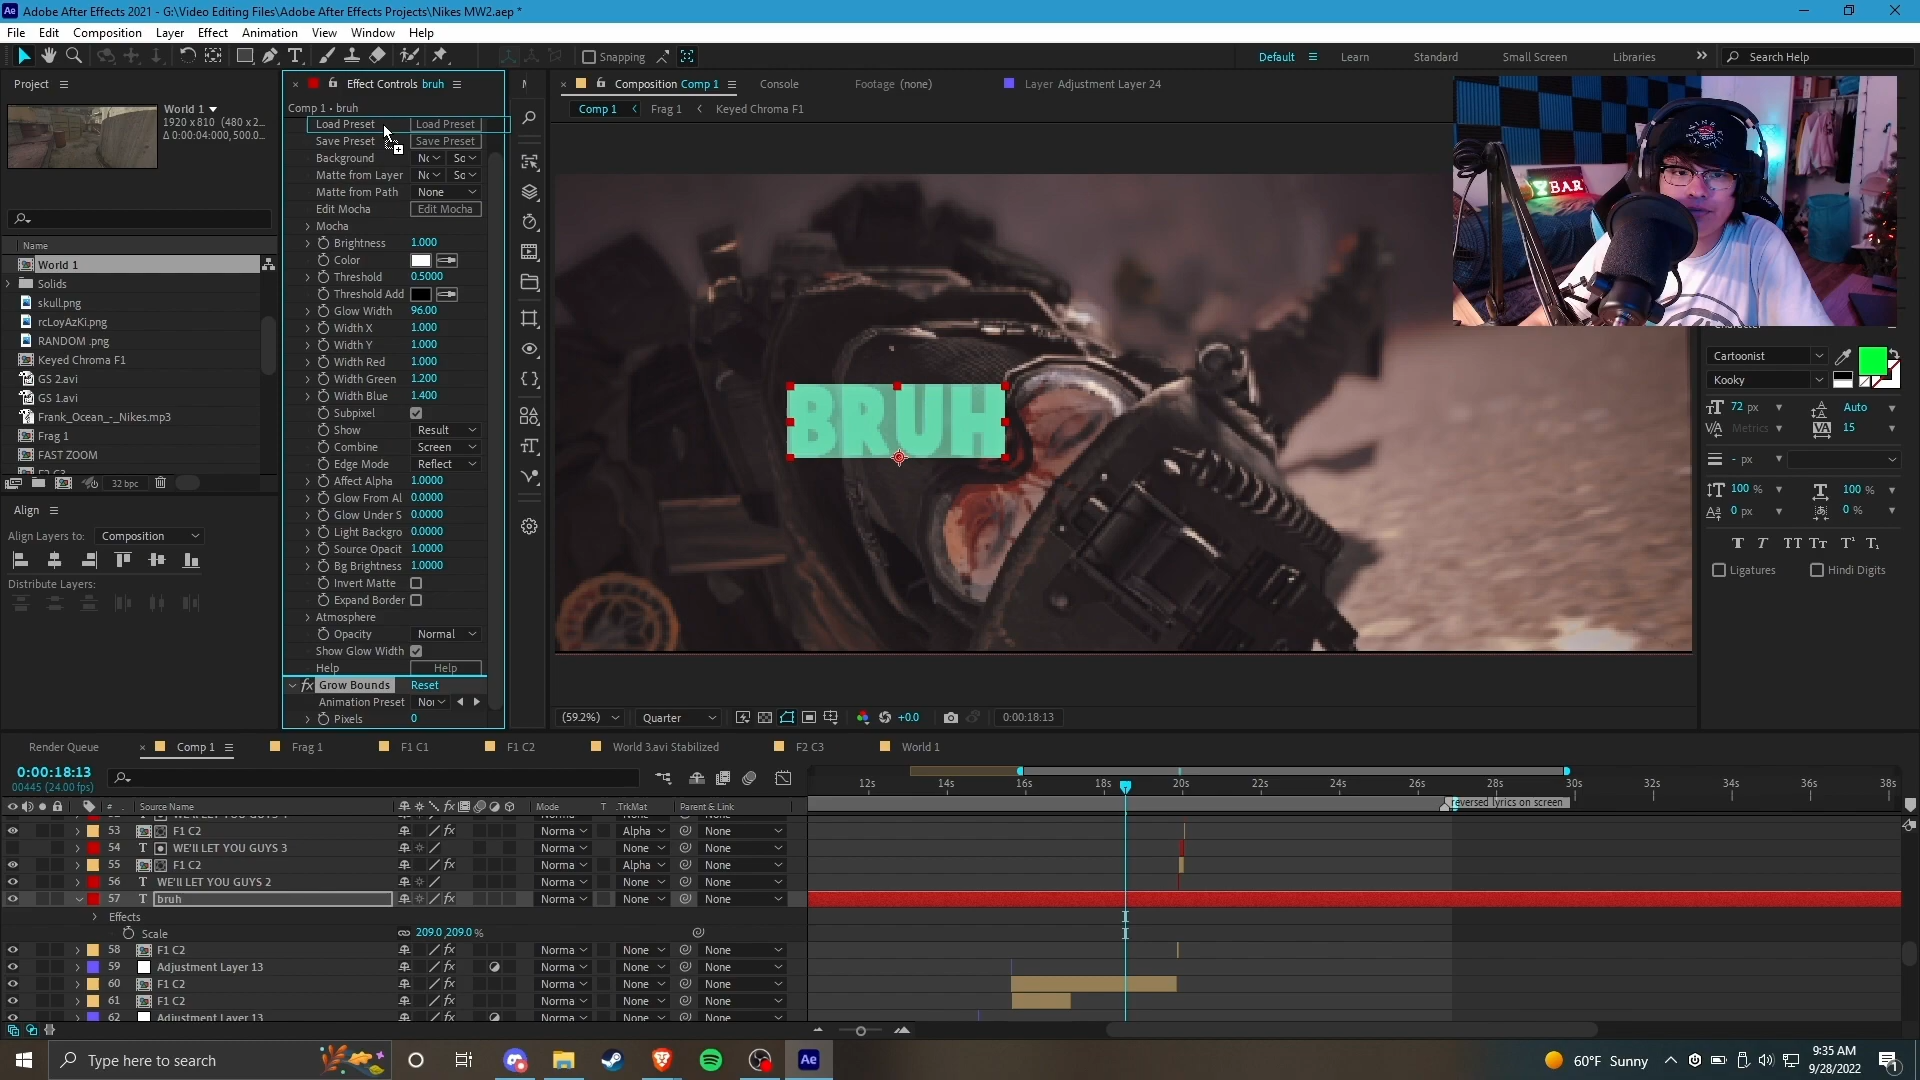 Adobe After Effects 2021 - G:\Video Editing Files\Adobe After Effects Projects\Nikes MW2.aep *
File Edit Composition Layer Effect Animation View Window Help
Snapping Default Learn Standard Small Screen Libraries Search Help
Project
World 1
1920 x 810 (480 x 2...
Δ 0:00:04:000, 500.0...
Name
World 1
Solids
skull.png
rcLoyAzKi.png
RANDOM .png
Keyed Chroma F1
GS 2.avi
GS 1.avi
Frank_Ocean_-_Nikes.mp3
Frag 1
FAST ZOOM
F2 C3
32 bpc
Align
Align Layers to: Composition
Distribute Layers:
Effect Controls bruh
Comp 1 • bruh
Load Preset Load Preset
Save Preset Save Preset
Background Nc Sc
Matte from Layer Nc Sc
Matte from Path None
Edit Mocha Edit Mocha
Mocha
Brightness 1.000
Color
Threshold 0.5000
Threshold Add
Glow Width 96.00
Width X 1.000
Width Y 1.000
Width Red 1.000
Width Green 1.200
Width Blue 1.400
Subpixel
Show Result
Combine Screen
Edge Mode Reflect
Affect Alpha 1.0000
Glow From Al 0.0000
Glow Under S 0.0000
Light Backgro 0.0000
Source Opacit 1.0000
Bg Brightness 1.0000
Invert Matte
Expand Border
Atmosphere
Opacity Normal
Show Glow Width
Help Help
fx Grow Bounds Reset
Animation Preset Nor
Pixels 0
Composition Comp 1 Console Footage (none) Layer Adjustment Layer 24
Comp 1 Frag 1 Keyed Chroma F1
BAR
BRUH
(59.2%) Quarter +0.0 0:00:18:13
Cartoonist
Kooky
72 px Auto
Metrics 15
- px
100 % 100 %
0 px 0 %
Ligatures Hindi Digits
Render Queue Comp 1 Frag 1 F1 C1 F1 C2 World 3.avi Stabilized F2 C3 World 1
0:00:18:13
00445 (24.00 fps)
12s 14s 16s 18s 20s 22s 24s 26s 28s 30s 32s 34s 36s 38s
reversed lyrics on screen
# Source Name Mode T .TrkMat Parent & Link
53 F1 C2 Norma Alpha None
54 WE'll LET YOU GUYS 3 Norma None None
55 F1 C2 Norma Alpha None
56 WE'll LET YOU GUYS 2 Norma None None
57 bruh Norma None None
Effects
Scale 209.0,209.0 %
58 F1 C2 Norma None None
59 Adjustment Layer 13 Norma None None
60 F1 C2 Norma None None
61 F1 C2 Norma None None
62 Adjustment Layer 13 Norma None None
Type here to search
60°F Sunny
9:35 AM
9/28/2022